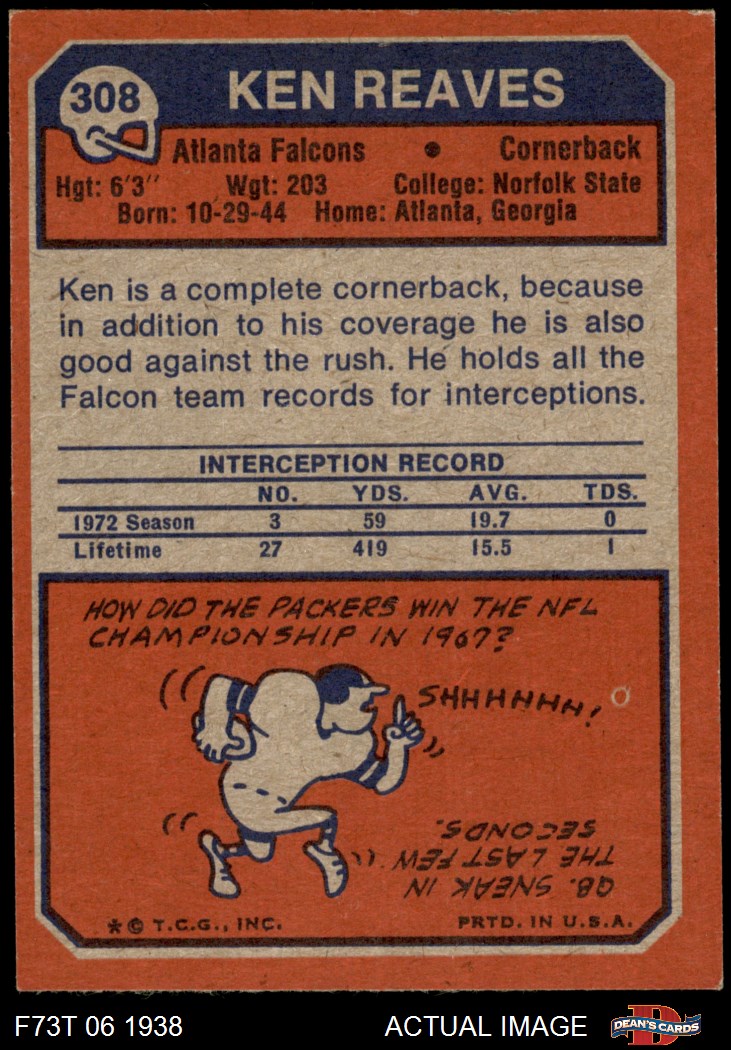 308
KEN REAVES
Atlanta Falcons • Cornerback
Hgt: 6'3" Wgt: 203 College: Norfolk State
Born: 10-29-44 Home: Atlanta, Georgia
Ken is a complete cornerback, because
in addition to his coverage he is also
good against the rush. He holds all the
Falcon team records for interceptions.
INTERCEPTION RECORD
NO. YDS. AVG. TDS.
1972 Season 3 59 19.7 0
Lifetime 27 419 15.5 1
HOW DID THE PACKERS WIN THE NFL
CHAMPIONSHIP IN 1967?
SHHHHHH!
QB. SNEAK IN
THE LAST FEW
SECONDS.
* © T.C.G., INC. PRTD. IN U.S.A.
F73T 06 1938 ACTUAL IMAGE D DEAN'S CARDS